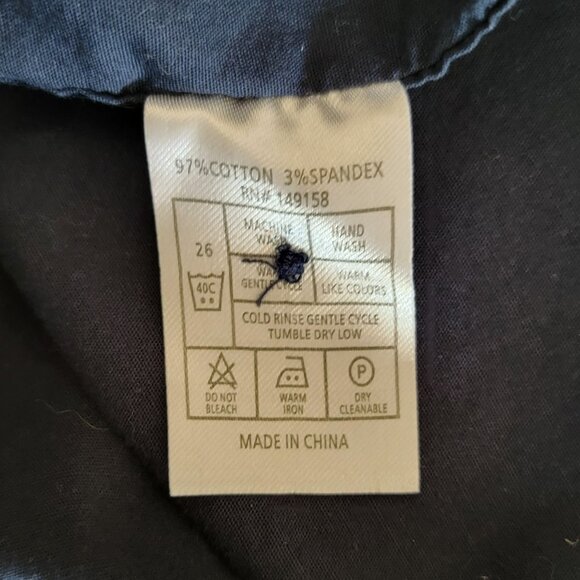 97%COTTON 3%SPANDEX
RN# 149158
26
40C
MACHINE
WASH
HAND
WASH
GENTLE CYCLE
WARM
LIKE COLORS
COLD RINSE GENTLE CYCLE
TUMBLE DRY LOW
DO NOT
BLEACH
WARM
IRON
P
DRY
CLEANABLE
MADE IN CHINA